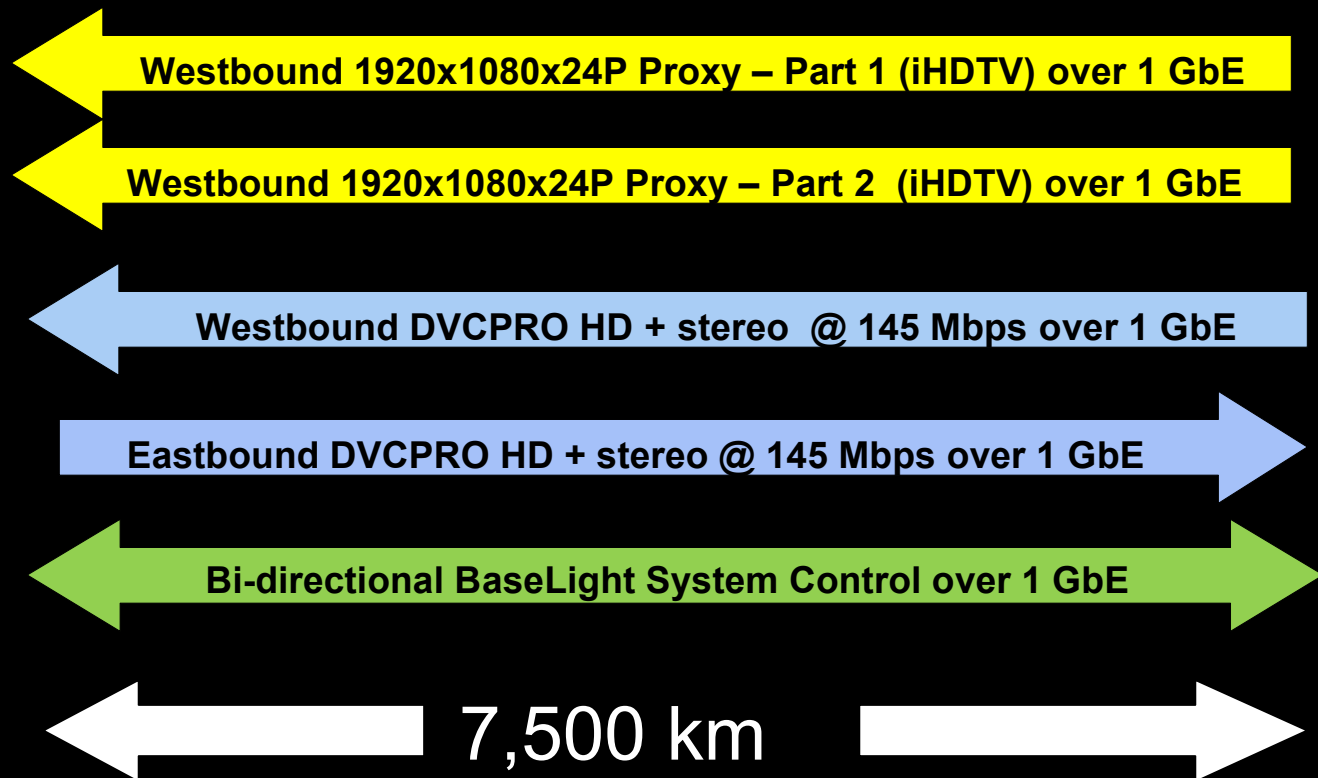 Westbound 1920x1080x24P Proxy – Part 1 (iHDTV) over 1 GbE
Westbound 1920x1080x24P Proxy – Part 2 (iHDTV) over 1 GbE
Westbound DVCPRO HD + stereo @ 145 Mbps over 1 GbE
Eastbound DVCPRO HD + stereo @ 145 Mbps over 1 GbE
Bi-directional BaseLight System Control over 1 GbE
7,500 km